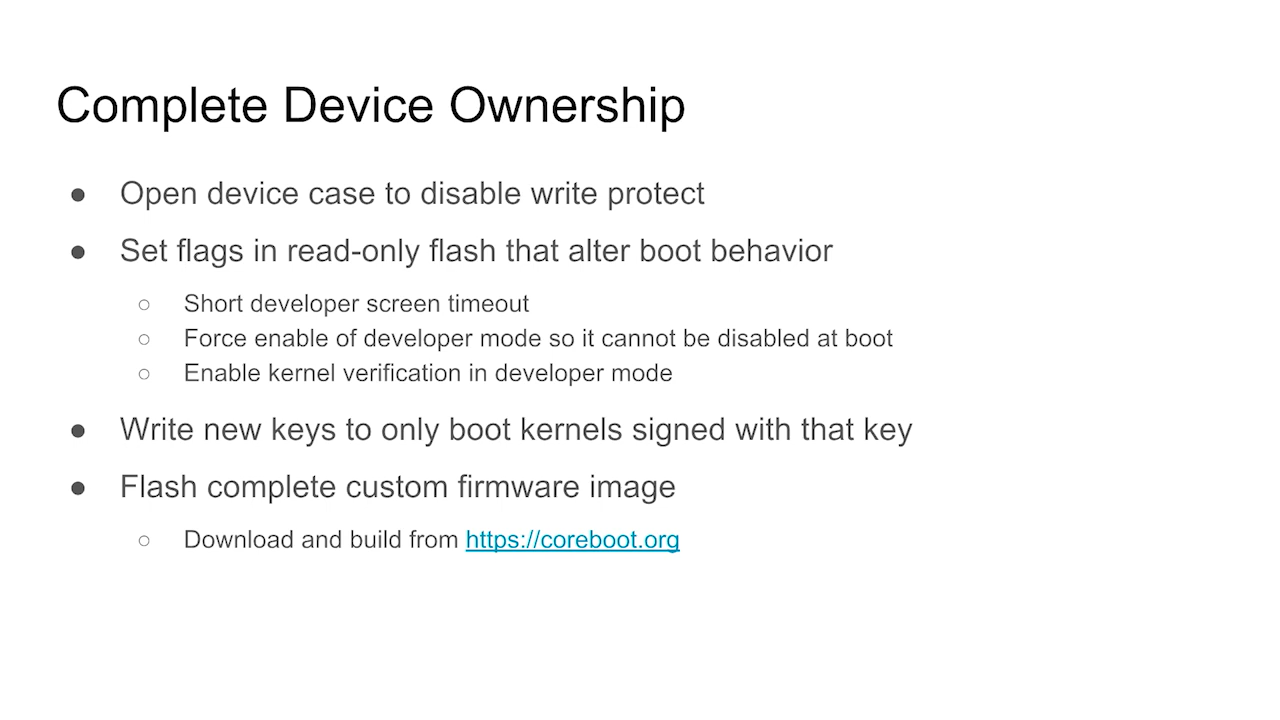 Complete Device Ownership
● Open device case to disable write protect
● Set flags in read-only flash that alter boot behavior
○ Short developer screen timeout
○ Force enable of developer mode so it cannot be disabled at boot
○ Enable kernel verification in developer mode
● Write new keys to only boot kernels signed with that key
● Flash complete custom firmware image
○ Download and build from https://coreboot.org